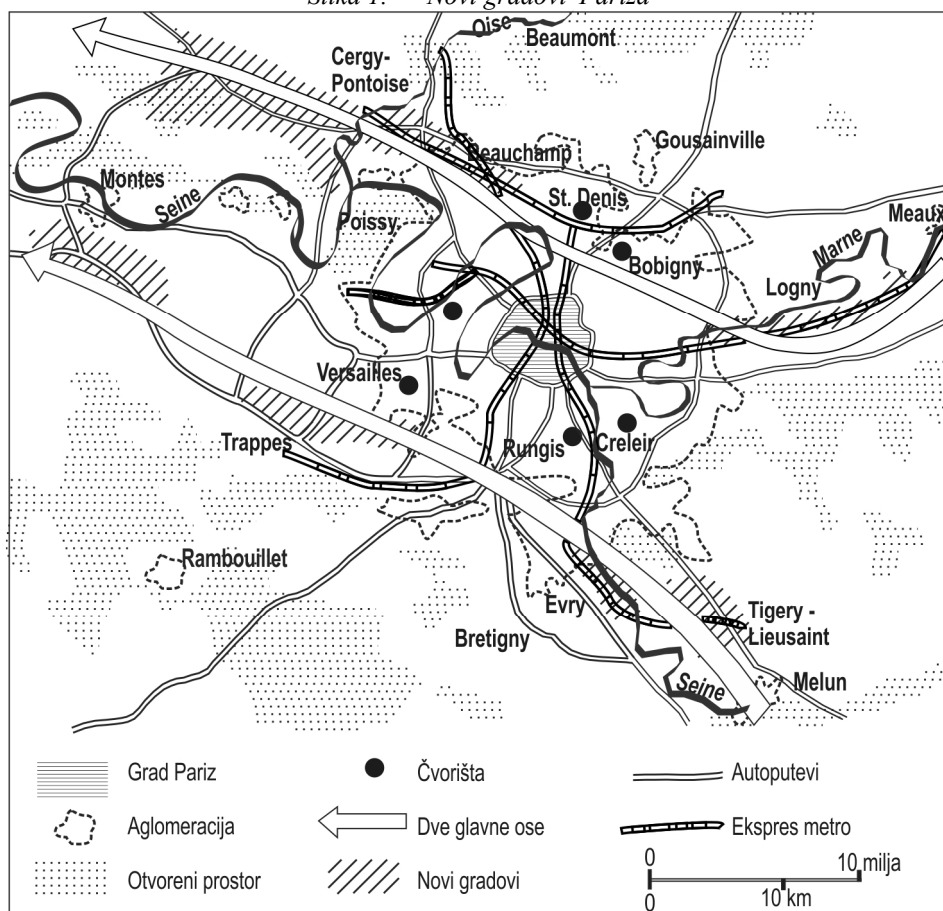 Slika 1. Novi gradovi Pariza
Oise
Beaumont
Cergy-
Pontoise
Gousainville
Beauchamp
Montes
Seine
St. Denis
Poissy
Meaux
Marne
Bobigny
Logny
Versailles
Trappes
Rungis
Creleir
Rambouillet
Evry
Tigery -
Lieusaint
Bretigny
Seine
Melun
Grad Pariz
Čvorišta
Autoputevi
Aglomeracija
Dve glavne ose
Ekspres metro
Otvoreni prostor
Novi gradovi
0
10 milja
0
10 km